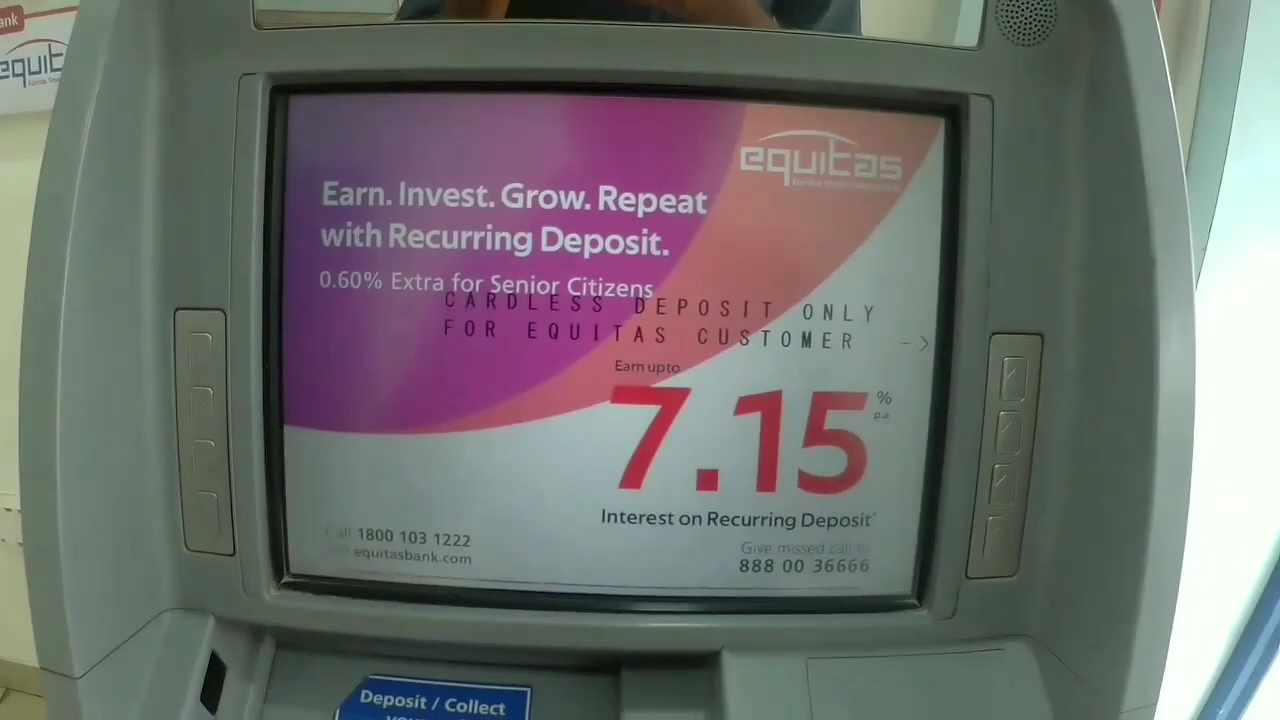 equitas
Earn. Invest. Grow. Repeat
with Recurring Deposit.
0.60% Extra for Senior Citizens
CARDLESS DEPOSIT ONLY
FOR EQUITAS CUSTOMER -->
Earn upto
7.15 % p.a
Interest on Recurring Deposit*
Call 1800 103 1222
equitasbank.com
Give missed call to
888 00 36666
Deposit / Collect